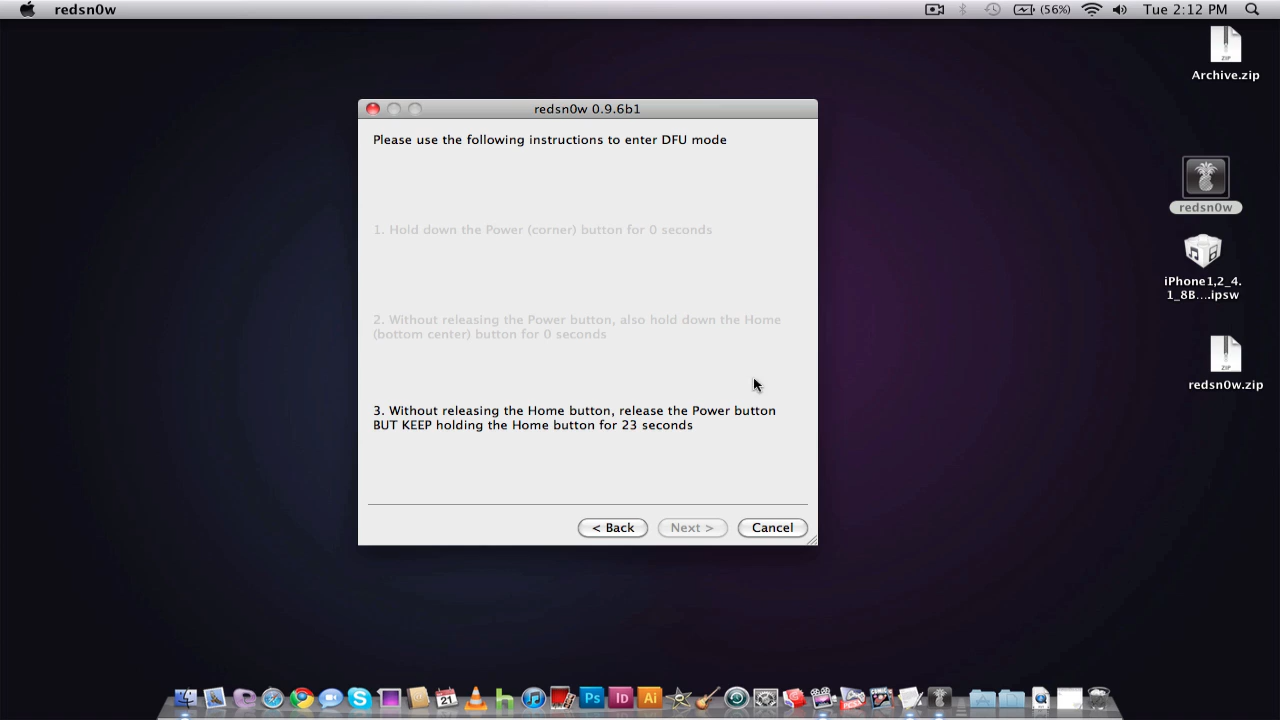 redsn0w
(56%)
Tue 2:12 PM
ZIP
Archive.zip
redsn0w 0.9.6b1
Please use the following instructions to enter DFU mode
1. Hold down the Power (corner) button for 0 seconds
2. Without releasing the Power button, also hold down the Home
(bottom center) button for 0 seconds
3. Without releasing the Home button, release the Power button
BUT KEEP holding the Home button for 23 seconds
< Back
Next >
Cancel
redsn0w
iPhone1,2_4.
1_8B....ipsw
ZIP
redsn0w.zip
21
Ps
Id
Ai